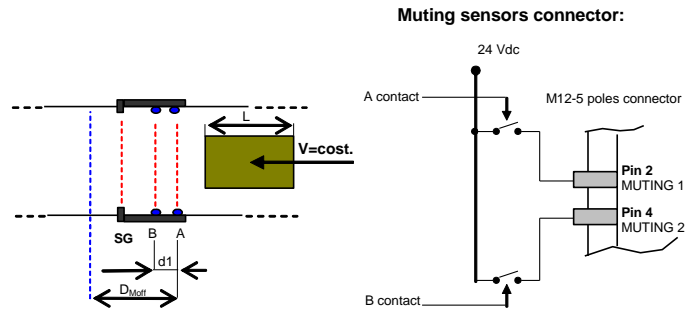 Muting sensors connector:
24 Vdc
A contact
M12-5 poles connector
L
V=cost.
Pin 2
MUTING 1
Pin 4
MUTING 2
SG
B
A
d1
DMoff
B contact